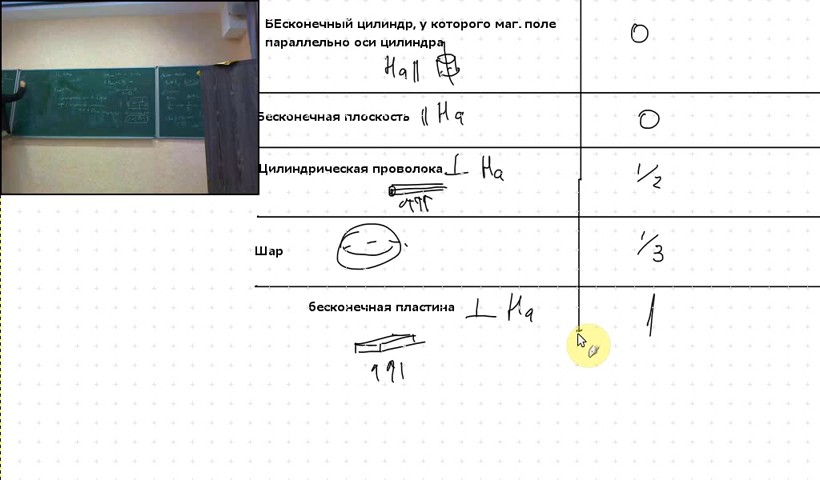 БЕсконечный цилиндр, у которого маг. поле
параллельно оси цилиндра
Ha ||
0
Бесконечная плоскость || Ha
0
Цилиндрическая проволока ⊥ Ha
1/2
Шар
1/3
бесконечная пластина ⊥ Ha
1